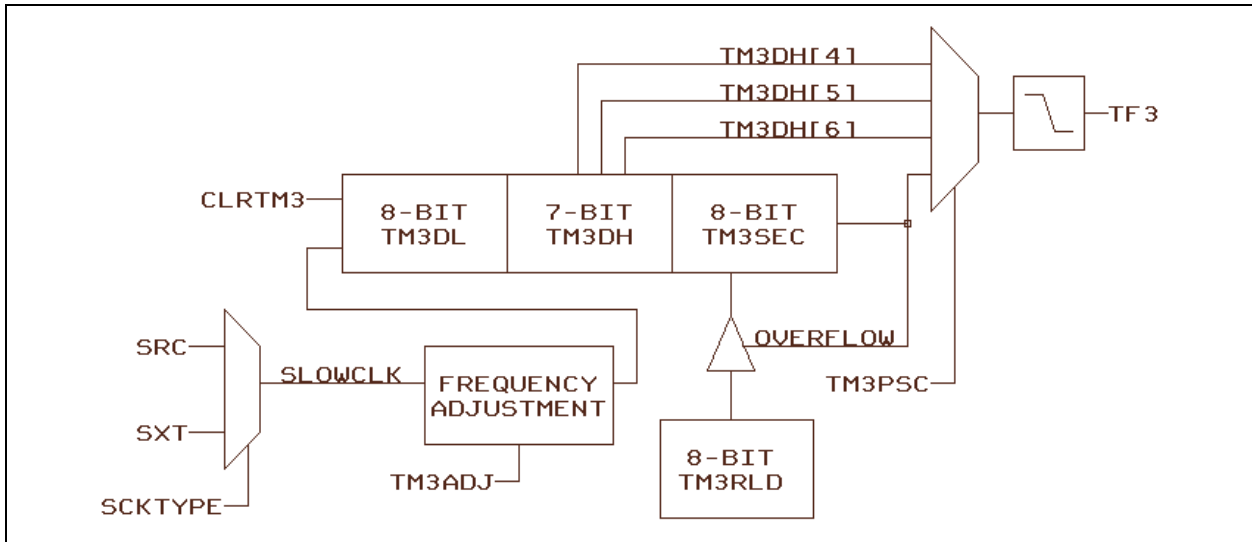 TM3DH[4]
TM3DH[5]
TF3
TM3DH[6]
CLRTM3
8-BIT
TM3DL
7-BIT
TM3DH
8-BIT
TM3SEC
SRC
OVERFLOW
SLOWCLK
FREQUENCY
ADJUSTMENT
TM3PSC
SXT
8-BIT
TM3RLD
TM3ADJ
SCKTYPE